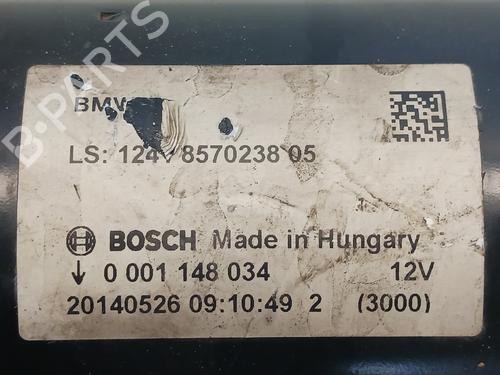 BMW
LS: 124 8570238 05
BOSCH Made in Hungary
↓ 0 001 148 034 12V
20140526 09:10:49 2 (3000)
B-PARTS